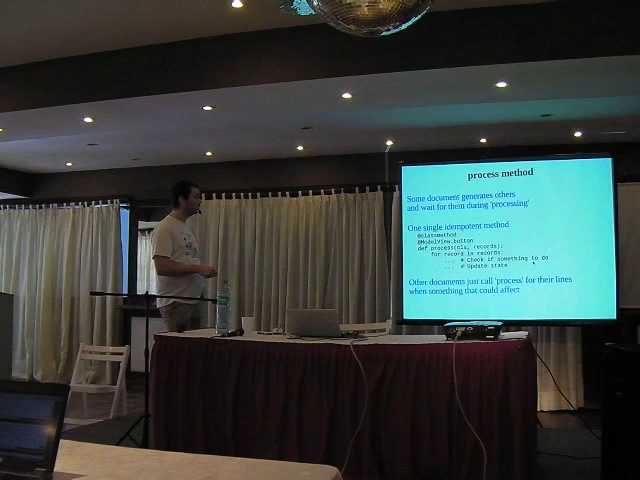 process method
Some document generates others
and wait for them during 'processing'
One single idempotent method
@classmethod
@ModelView.button
def process(cls, records):
for record in records:
... # Check if something to do
... # Update state
Other documents just call 'process' for their lines
when something that could affect